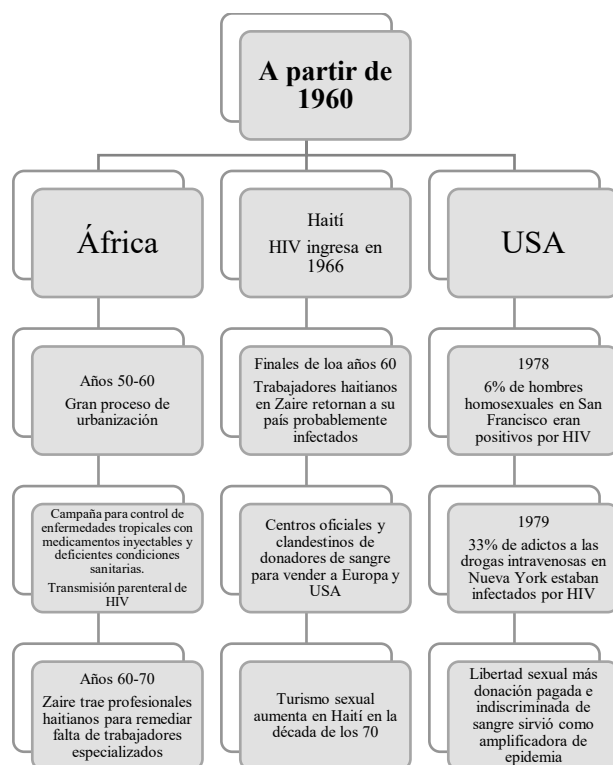 A partir de
1960
África
Haití
HIV ingresa en
1966
USA
Años 50-60
Gran proceso de
urbanización
Finales de loa años 60
Trabajadores haitianos
en Zaire retornan a su
país probablemente
infectados
1978
6% de hombres
homosexuales en San
Francisco eran
positivos por HIV
Campaña para control de
enfermedades tropicales con
medicamentos inyectables y
deficientes condiciones
sanitarias.
Transmisión parenteral de
HIV
Centros oficiales y
clandestinos de
donadores de sangre
para vender a Europa y
USA
1979
33% de adictos a las
drogas intravenosas en
Nueva York estaban
infectados por HIV
Años 60-70
Zaire trae profesionales
haitianos para remediar
falta de trabajadores
especializados
Turismo sexual
aumenta en Haití en la
década de los 70
Libertad sexual más
donación pagada e
indiscriminada de
sangre sirvió como
amplificadora de
epidemia